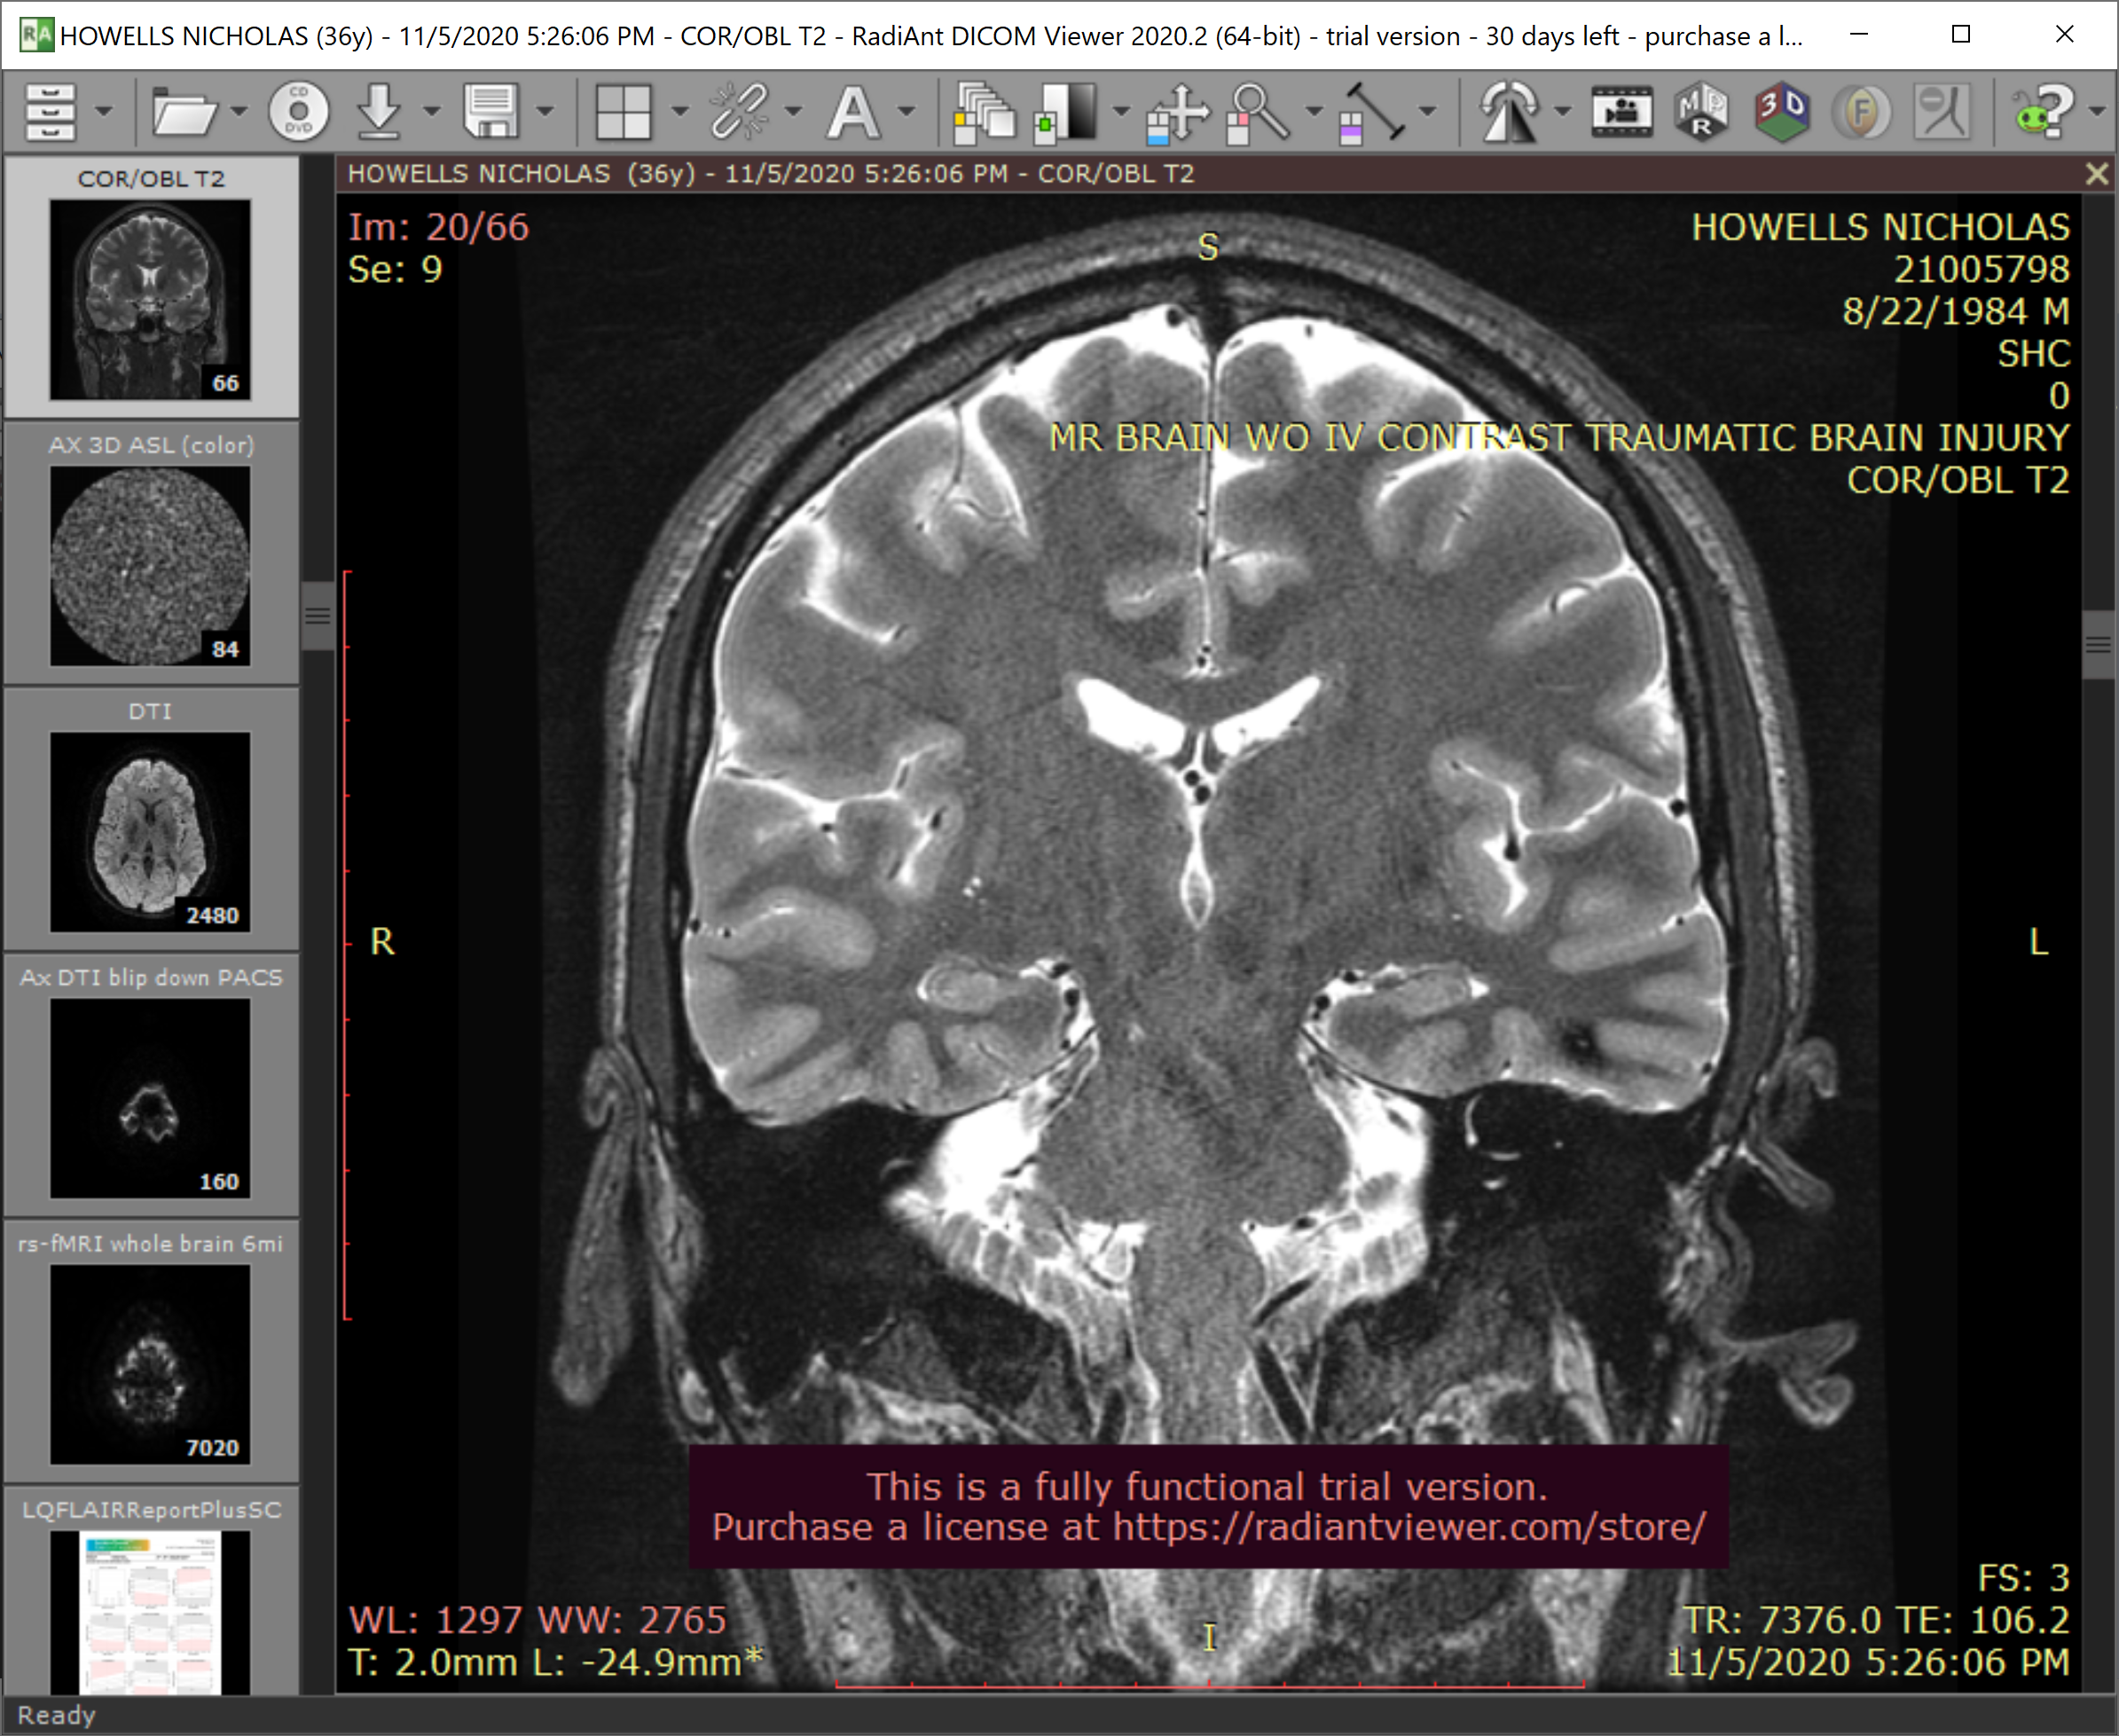 HOWELLS NICHOLAS (36y) - 11/5/2020 5:26:06 PM - COR/OBL T2 - RadiAnt DICOM Viewer 2020.2 (64-bit) - trial version - 30 days left - purchase a l...
CD
DVD
A
MPR
3D
F
?
COR/OBL T2
66
AX 3D ASL (color)
84
DTI
2480
Ax DTI blip down PACS
160
rs-fMRI whole brain 6mi
7020
LQFLAIRReportPlusSC
HOWELLS NICHOLAS (36y) - 11/5/2020 5:26:06 PM - COR/OBL T2
Im: 20/66
Se: 9
S
HOWELLS NICHOLAS
21005798
8/22/1984 M
SHC
0
MR BRAIN WO IV CONTRAST TRAUMATIC BRAIN INJURY
COR/OBL T2
R
L
This is a fully functional trial version.
Purchase a license at https://radiantviewer.com/store/
WL: 1297 WW: 2765
T: 2.0mm L: -24.9mm*
I
FS: 3
TR: 7376.0 TE: 106.2
11/5/2020 5:26:06 PM
Ready